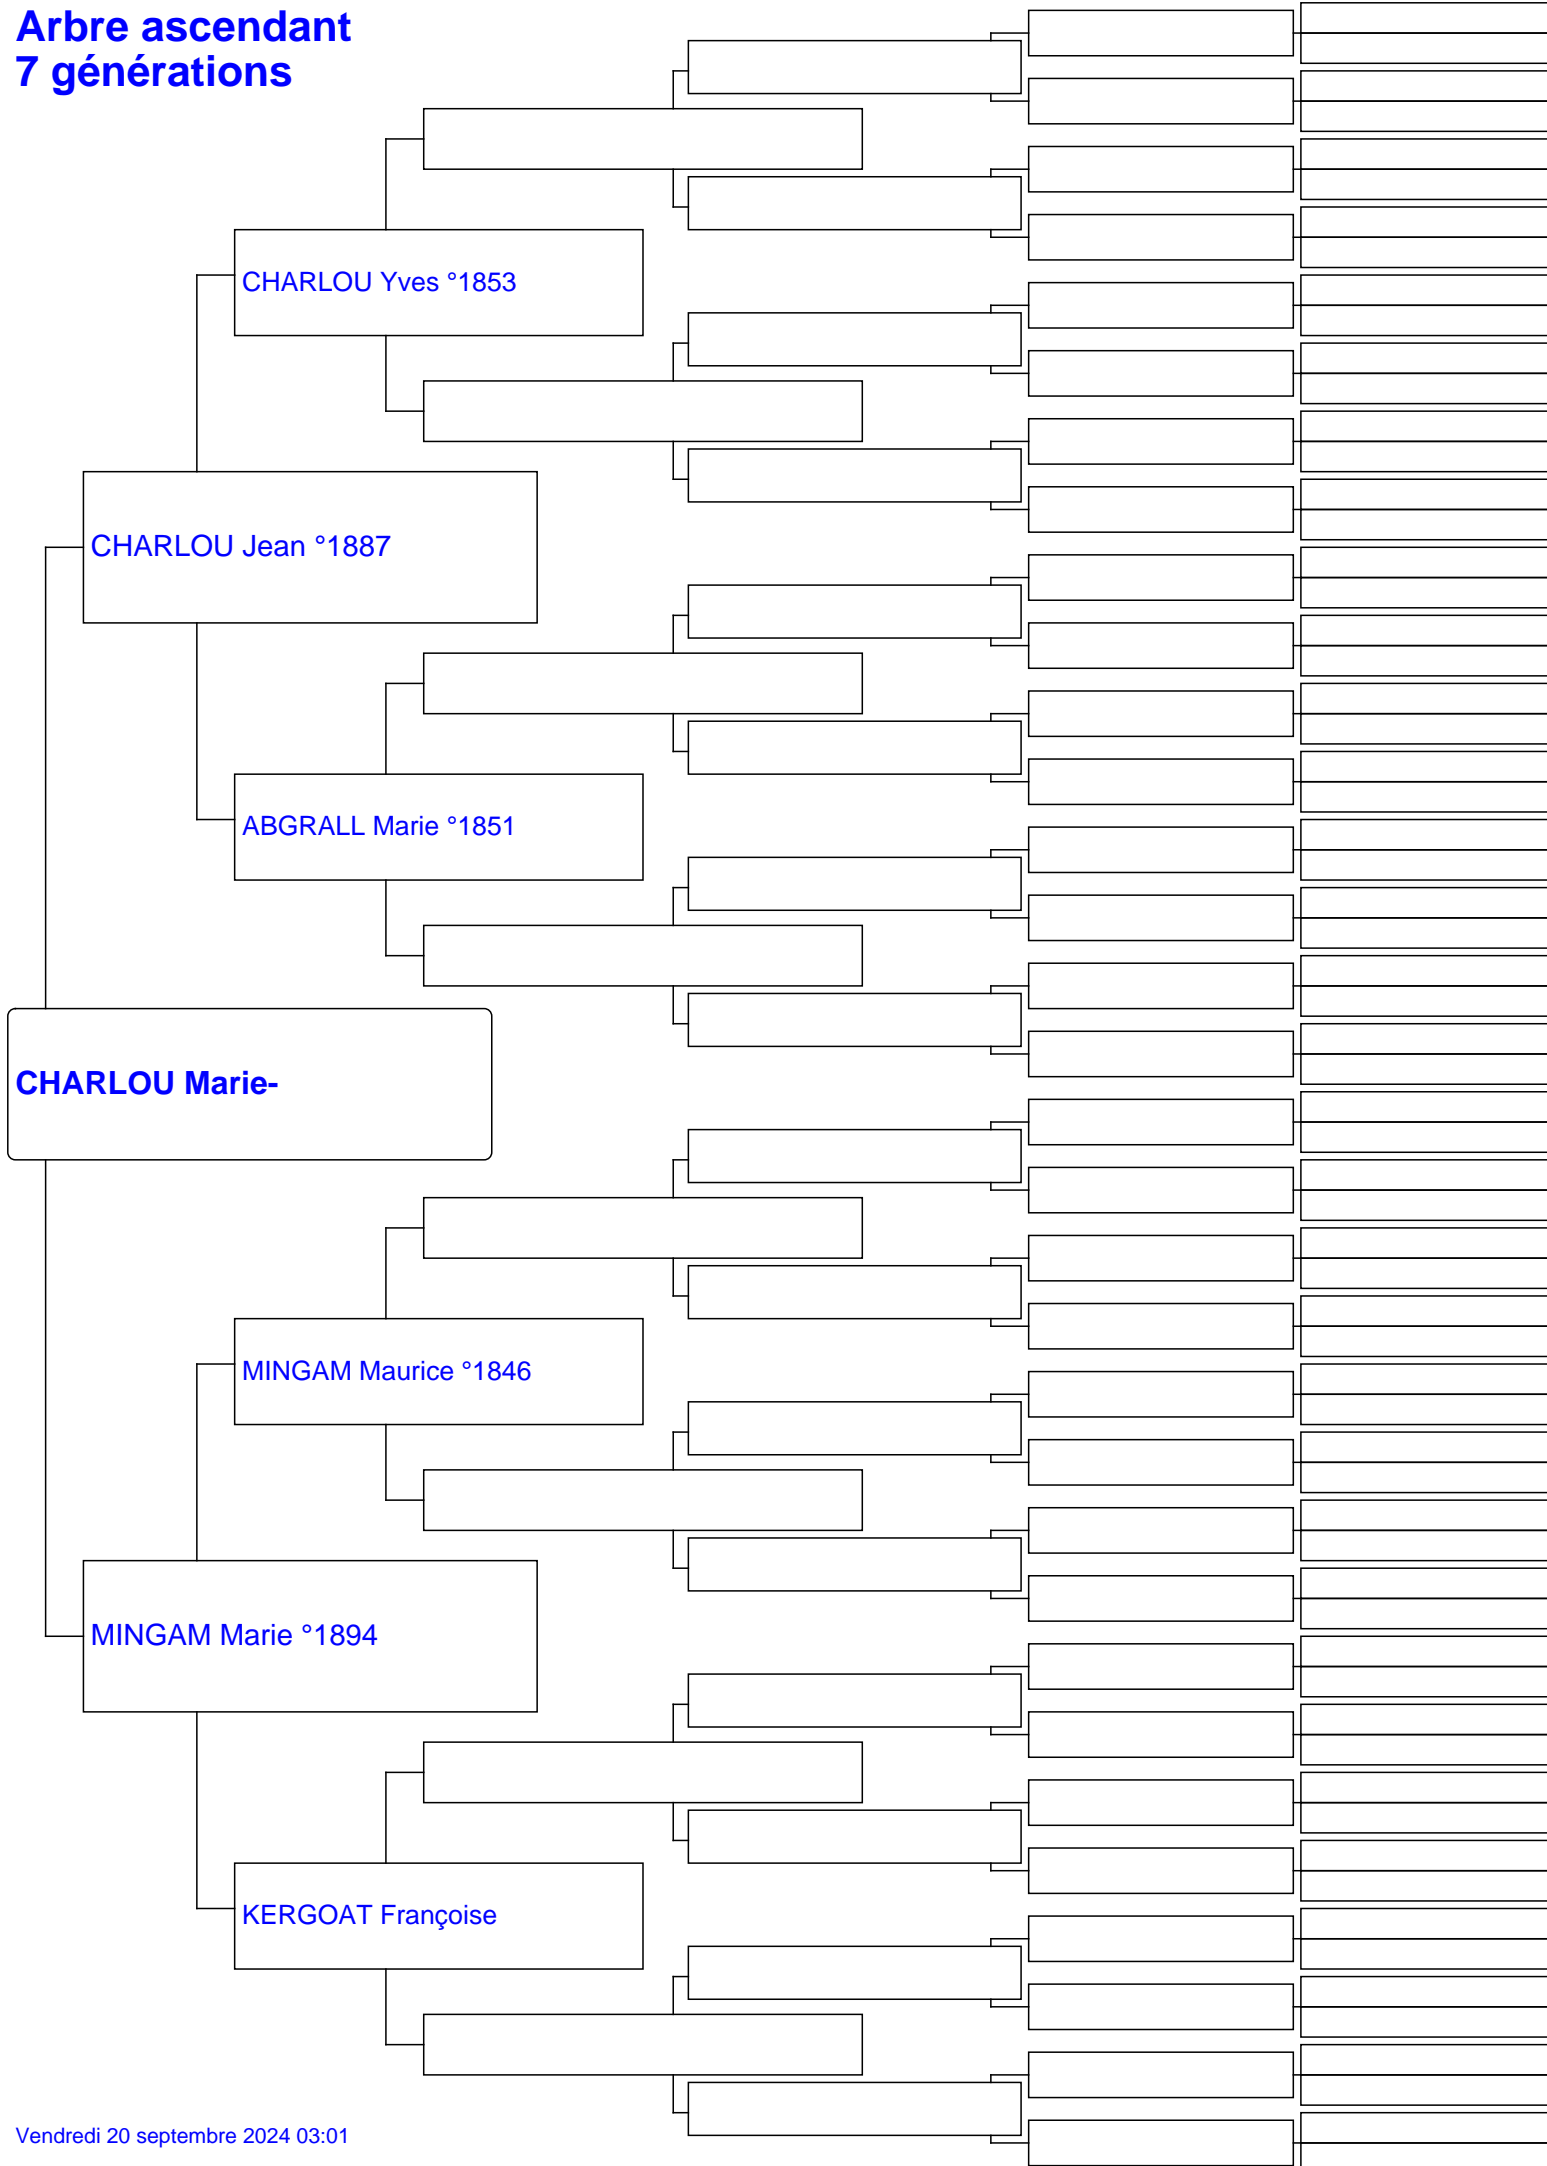 Arbre ascendant
7 générations
CHARLOU Yves °1853
CHARLOU Jean °1887
ABGRALL Marie °1851
CHARLOU Marie-
MINGAM Maurice °1846
MINGAM Marie °1894
KERGOAT Françoise
Vendredi 20 septembre 2024 03:01